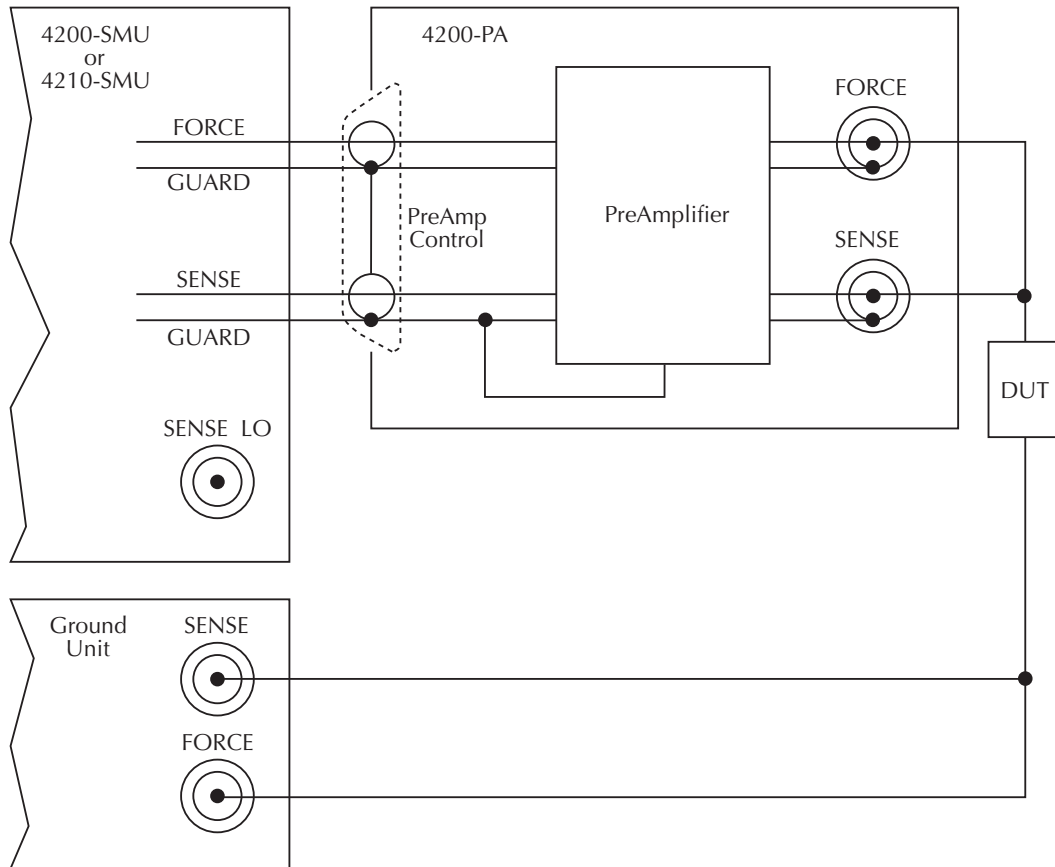 4200-SMU
or
4210-SMU
4200-PA
FORCE
FORCE
GUARD
PreAmp
Control
PreAmplifier
SENSE
SENSE
GUARD
DUT
SENSE LO
Ground
Unit
SENSE
FORCE